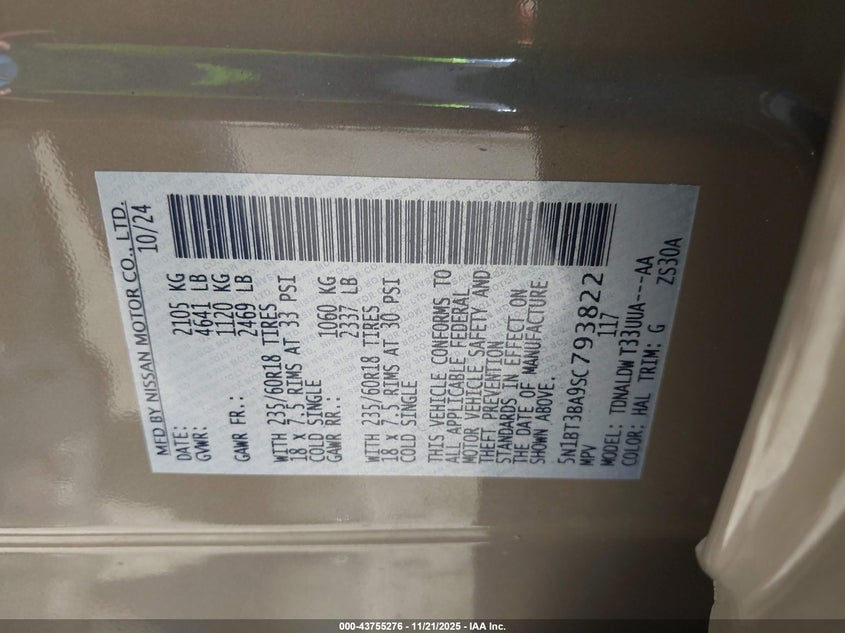 MFD BY NISSAN MOTOR CO., LTD.
DATE: 10/24
GVWR: 2105 KG
4641 LB
GAWR FR.: 1120 KG
2469 LB
WITH 235/60R18 TIRES
18 x 7.5 RIMS AT 33 PSI
COLD SINGLE
GAWR RR.: 1060 KG
2337 LB
WITH 235/60R18 TIRES
18 x 7.5 RIMS AT 30 PSI
COLD SINGLE
THIS VEHICLE CONFORMS TO
ALL APPLICABLE FEDERAL
MOTOR VEHICLE SAFETY AND
THEFT PREVENTION
STANDARDS IN EFFECT ON
THE DATE OF MANUFACTURE
SHOWN ABOVE.
5N1BT3BA9SC793822
MPV 117
MODEL: TDNALDW T33UUA---AA
COLOR: HAL TRIM: G ZS30A
000-43755276 - 11/21/2025 - IAA Inc.